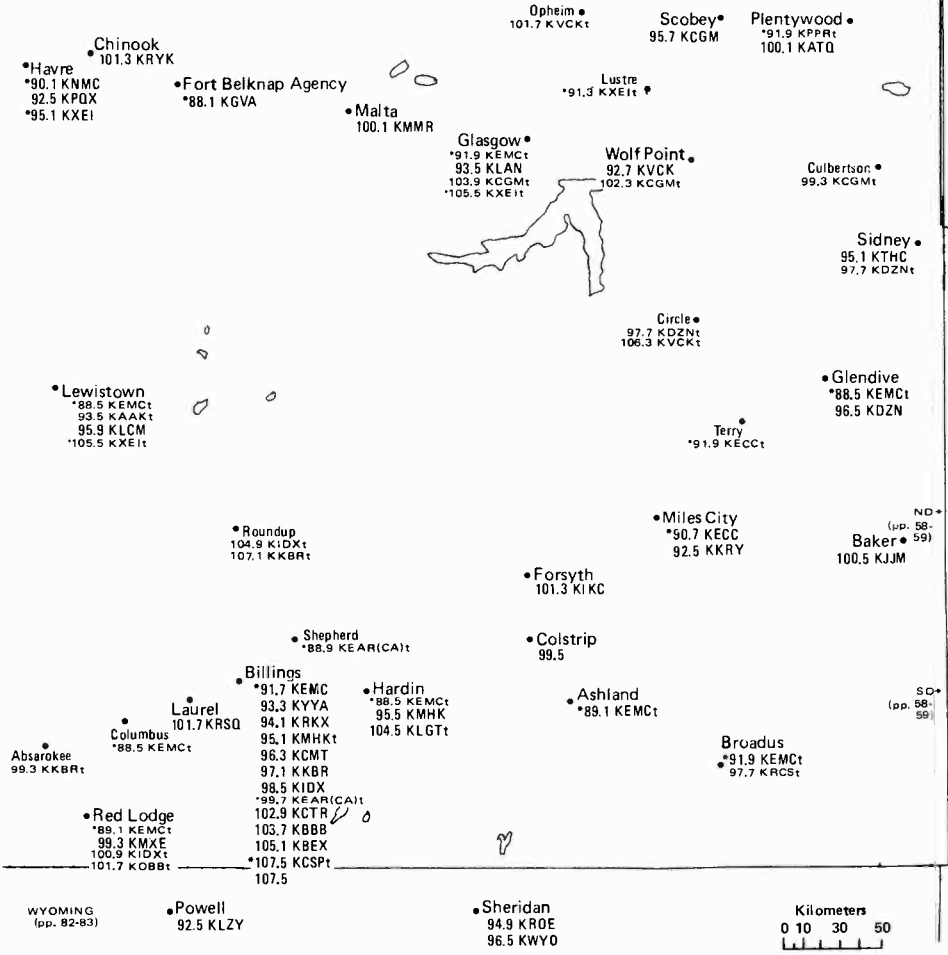 Opheim
101.7 KVCKt
Scobey
95.7 KCGM
Plentywood
*91.9 KPPRt
100.1 KATQ
Chinook
101.3 KRYK
Havre
*90.1 KNMC
92.5 KPQX
*95.1 KXEI
Fort Belknap Agency
*88.1 KGVA
Malta
100.1 KMMR
Lustre
*91.3 KXEIt
Glasgow
*91.9 KEMCt
93.5 KLAN
103.9 KCGMt
*105.5 KXEIt
Wolf Point
92.7 KVCK
102.3 KCGMt
Culbertson
99.3 KCGMt
Sidney
95.1 KTHC
97.7 KDZNt
Circle
97.7 KDZNt
106.3 KVCKt
Lewistown
*88.5 KEMCt
93.5 KAAKt
95.9 KLCM
*105.5 KXEIt
Glendive
*88.5 KEMCt
96.5 KDZN
Terry
*91.9 KECCt
Roundup
104.9 KIDXt
107.1 KKBRt
Miles City
*90.7 KECC
92.5 KKRY
ND
(pp. 58-
59)
Baker
100.5 KJJM
Forsyth
101.3 KIKC
Shepherd
*88.9 KEAR(CA)t
Colstrip
99.5
Billings
*91.7 KEMC
93.3 KYYA
94.1 KRKX
95.1 KMHKt
96.3 KCMT
97.1 KKBR
98.5 KIDX
*99.7 KEAR(CA)t
102.9 KCTR
103.7 KBBB
105.1 KBEX
*107.5 KCSPt
107.5
Hardin
*88.5 KEMCt
95.5 KMHK
104.5 KLGTt
Laurel
101.7 KRSQ
Columbus
*88.5 KEMCt
Absarokee
99.3 KKBRt
Ashland
*89.1 KEMCt
SD
(pp. 58-
59)
Broadus
*91.9 KEMCt
97.7 KRCSt
Red Lodge
*89.1 KEMCt
99.3 KMXE
100.9 KIDXt
101.7 KOBBt
WYOMING
(pp. 82-83)
Powell
92.5 KLZY
Sheridan
94.9 KROE
96.5 KWYO
Kilometers
0 10 30 50